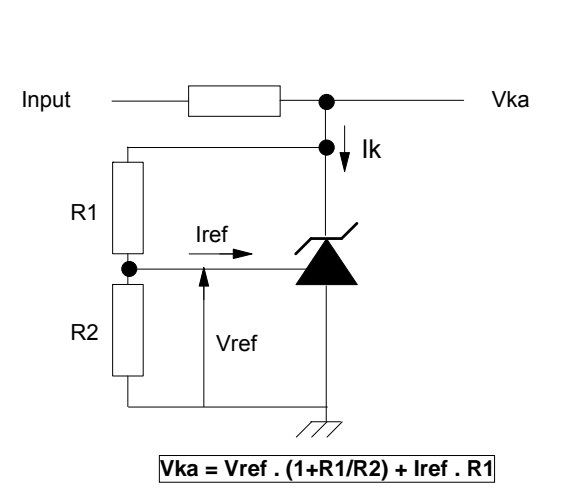 Input
Vka
Ik
R1
Iref
R2
Vref
Vka = Vref . (1+R1/R2) + Iref . R1